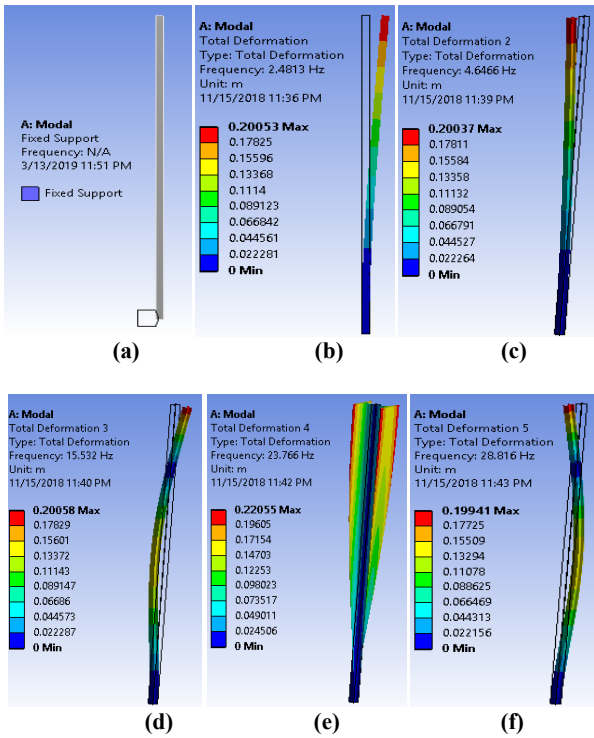 A: Modal
Fixed Support
Frequency: N/A
3/13/2019 11:51 PM
Fixed Support
(a)
A: Modal
Total Deformation
Type: Total Deformation
Frequency: 2.4813 Hz
Unit: m
11/15/2018 11:36 PM
0.20053 Max
0.17825
0.15596
0.13368
0.1114
0.089123
0.066842
0.044561
0.022281
0 Min
(b)
A: Modal
Total Deformation 2
Type: Total Deformation
Frequency: 4.6466 Hz
Unit: m
11/15/2018 11:39 PM
0.20037 Max
0.17811
0.15584
0.13358
0.11132
0.089054
0.066791
0.044527
0.022264
0 Min
(c)
A: Modal
Total Deformation 3
Type: Total Deformation
Frequency: 15.532 Hz
Unit: m
11/15/2018 11:40 PM
0.20058 Max
0.17829
0.15601
0.13372
0.11143
0.089147
0.06686
0.044573
0.022287
0 Min
(d)
A: Modal
Total Deformation 4
Type: Total Deformation
Frequency: 23.766 Hz
Unit: m
11/15/2018 11:42 PM
0.22055 Max
0.19605
0.17154
0.14703
0.12253
0.098023
0.073517
0.049011
0.024506
0 Min
(e)
A: Modal
Total Deformation 5
Type: Total Deformation
Frequency: 28.816 Hz
Unit: m
11/15/2018 11:43 PM
0.19941 Max
0.17725
0.15509
0.13294
0.11078
0.088625
0.066469
0.044313
0.022156
0 Min
(f)